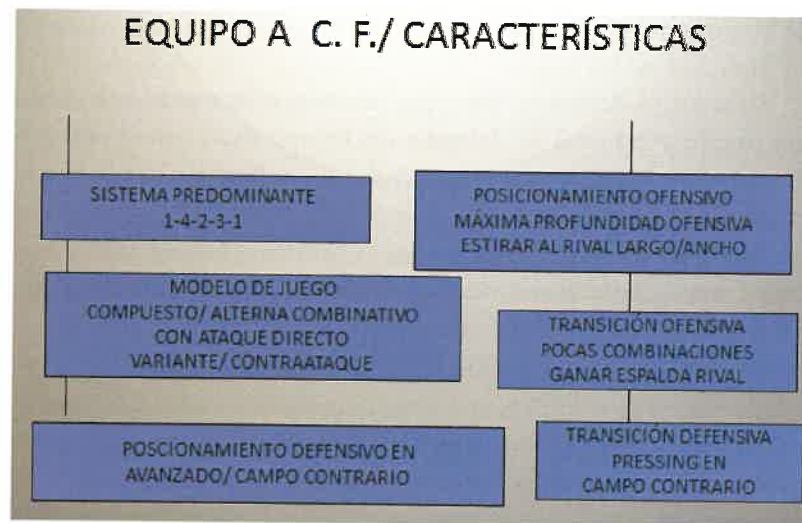 EQUIPO A C. F./ CARACTERÍSTICAS
SISTEMA PREDOMINANTE
1-4-2-3-1
MODELO DE JUEGO
COMPUESTO/ ALTERNA COMBINATIVO
CON ATAQUE DIRECTO
VARIANTE/ CONTRAATAQUE
POSCIONAMIENTO DEFENSIVO EN
AVANZADO/ CAMPO CONTRARIO
POSICIONAMIENTO OFENSIVO
MÁXIMA PROFUNDIDAD OFENSIVA
ESTIRAR AL RIVAL LARGO/ANCHO
TRANSICIÓN OFENSIVA
POCAS COMBINACIONES
GANAR ESPALDA RIVAL
TRANSICIÓN DEFENSIVA
PRESSING EN
CAMPO CONTRARIO